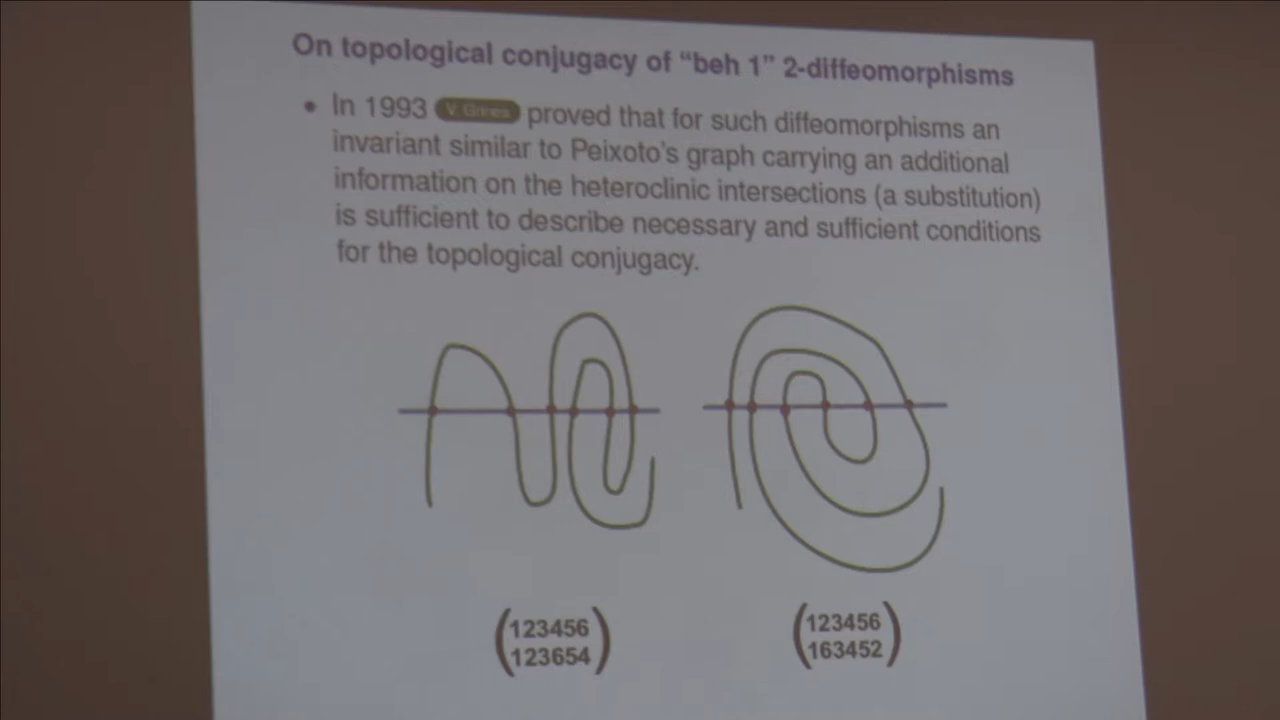 On topological conjugacy of “beh 1” 2-diffeomorphisms
• In 1993 V. Grines proved that for such diffeomorphisms an
invariant similar to Peixoto's graph carrying an additional
information on the heteroclinic intersections (a substitution)
is sufficient to describe necessary and sufficient conditions
for the topological conjugacy.
(123456
123654)
(123456
163452)